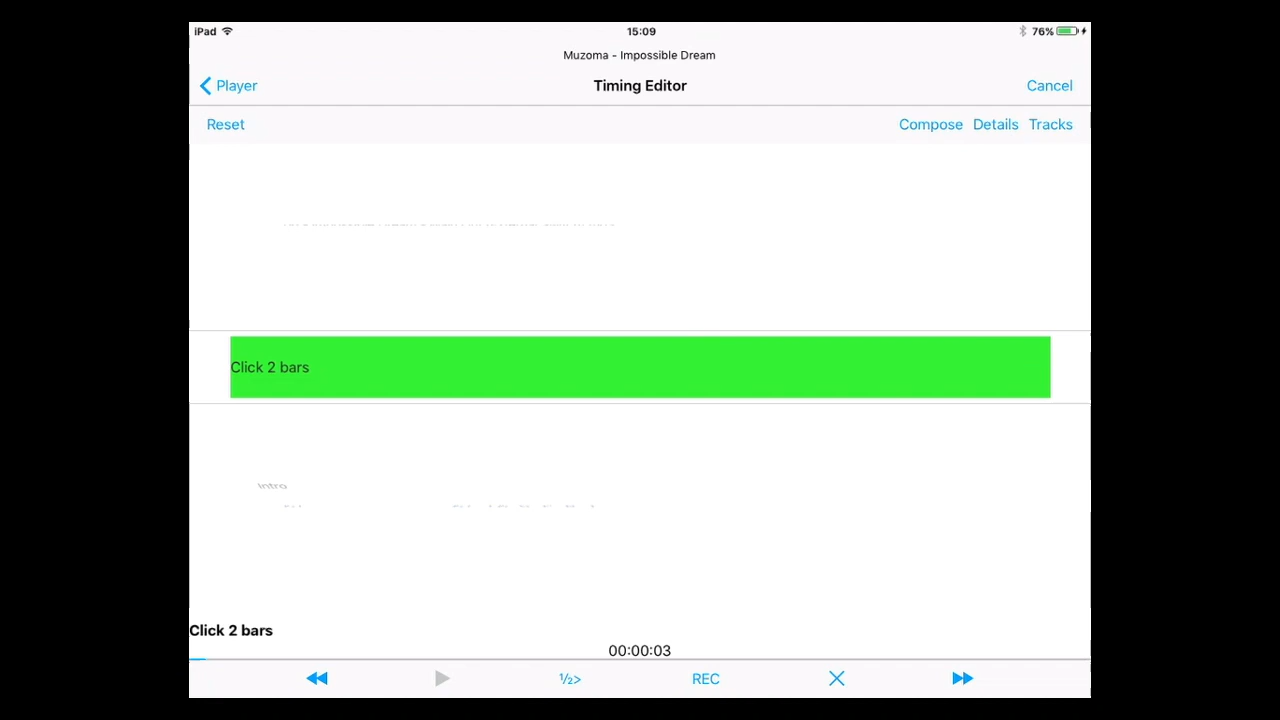 iPad 15:09 76%
Muzoma - Impossible Dream
Player Timing Editor Cancel
Reset Compose Details Tracks
Click 2 bars
Intro
Click 2 bars
00:00:03
½> REC